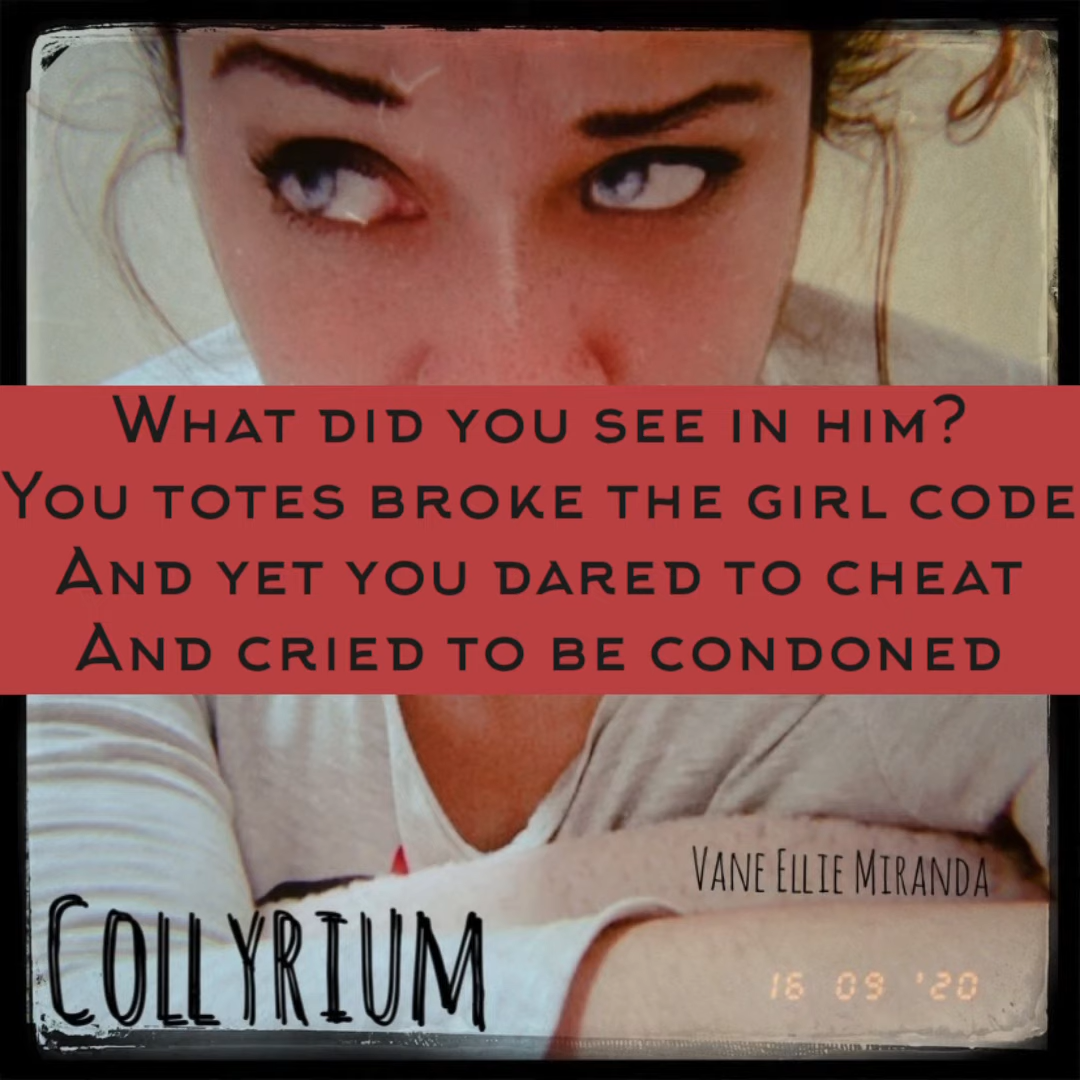 What did you see in him?
You totes broke the girl code
And yet you dared to cheat
And cried to be condoned
Vane Ellie Miranda
Collyrium
16 09 '20